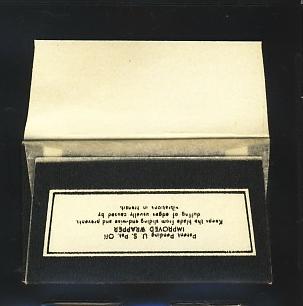 Patent Pending U. S. Pat. Off.
IMPROVED WRAPPER
Keeps the blade from sliding end-wise and prevents
dulling of edges usually caused by
vibrations in transit.